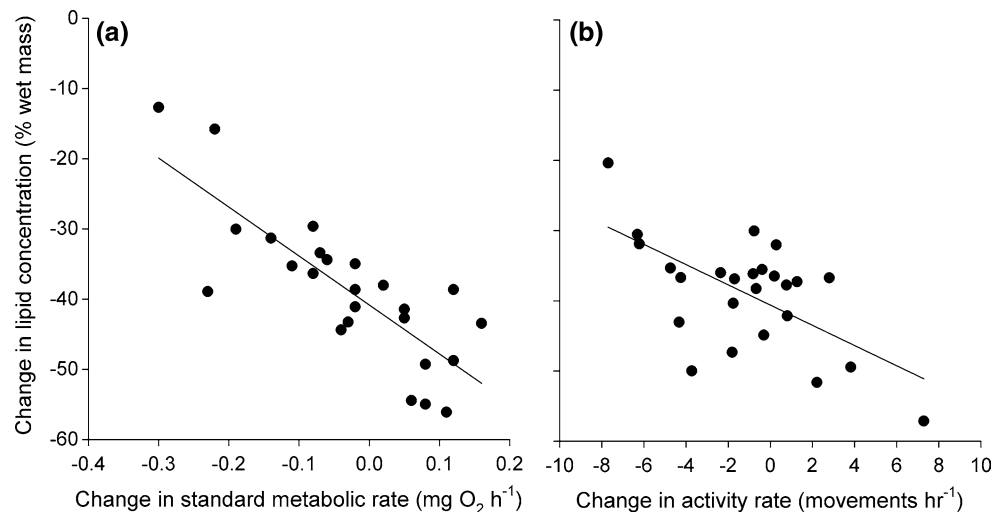 (a)
(b)
Change in lipid concentration (% wet mass)
0
-10
-20
-30
-40
-50
-60
-0.4 -0.3 -0.2 -0.1 0.0 0.1 0.2
-10 -8 -6 -4 -2 0 2 4 6 8 10
Change in standard metabolic rate (mg O₂ h⁻¹)
Change in activity rate (movements hr⁻¹)